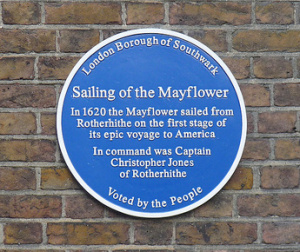 London Borough of Southwark
Sailing of the Mayflower
In 1620 the Mayflower sailed from
Rotherhithe on the first stage of
its epic voyage to America
In command was Captain
Christopher Jones
of Rotherhithe
Voted by the People